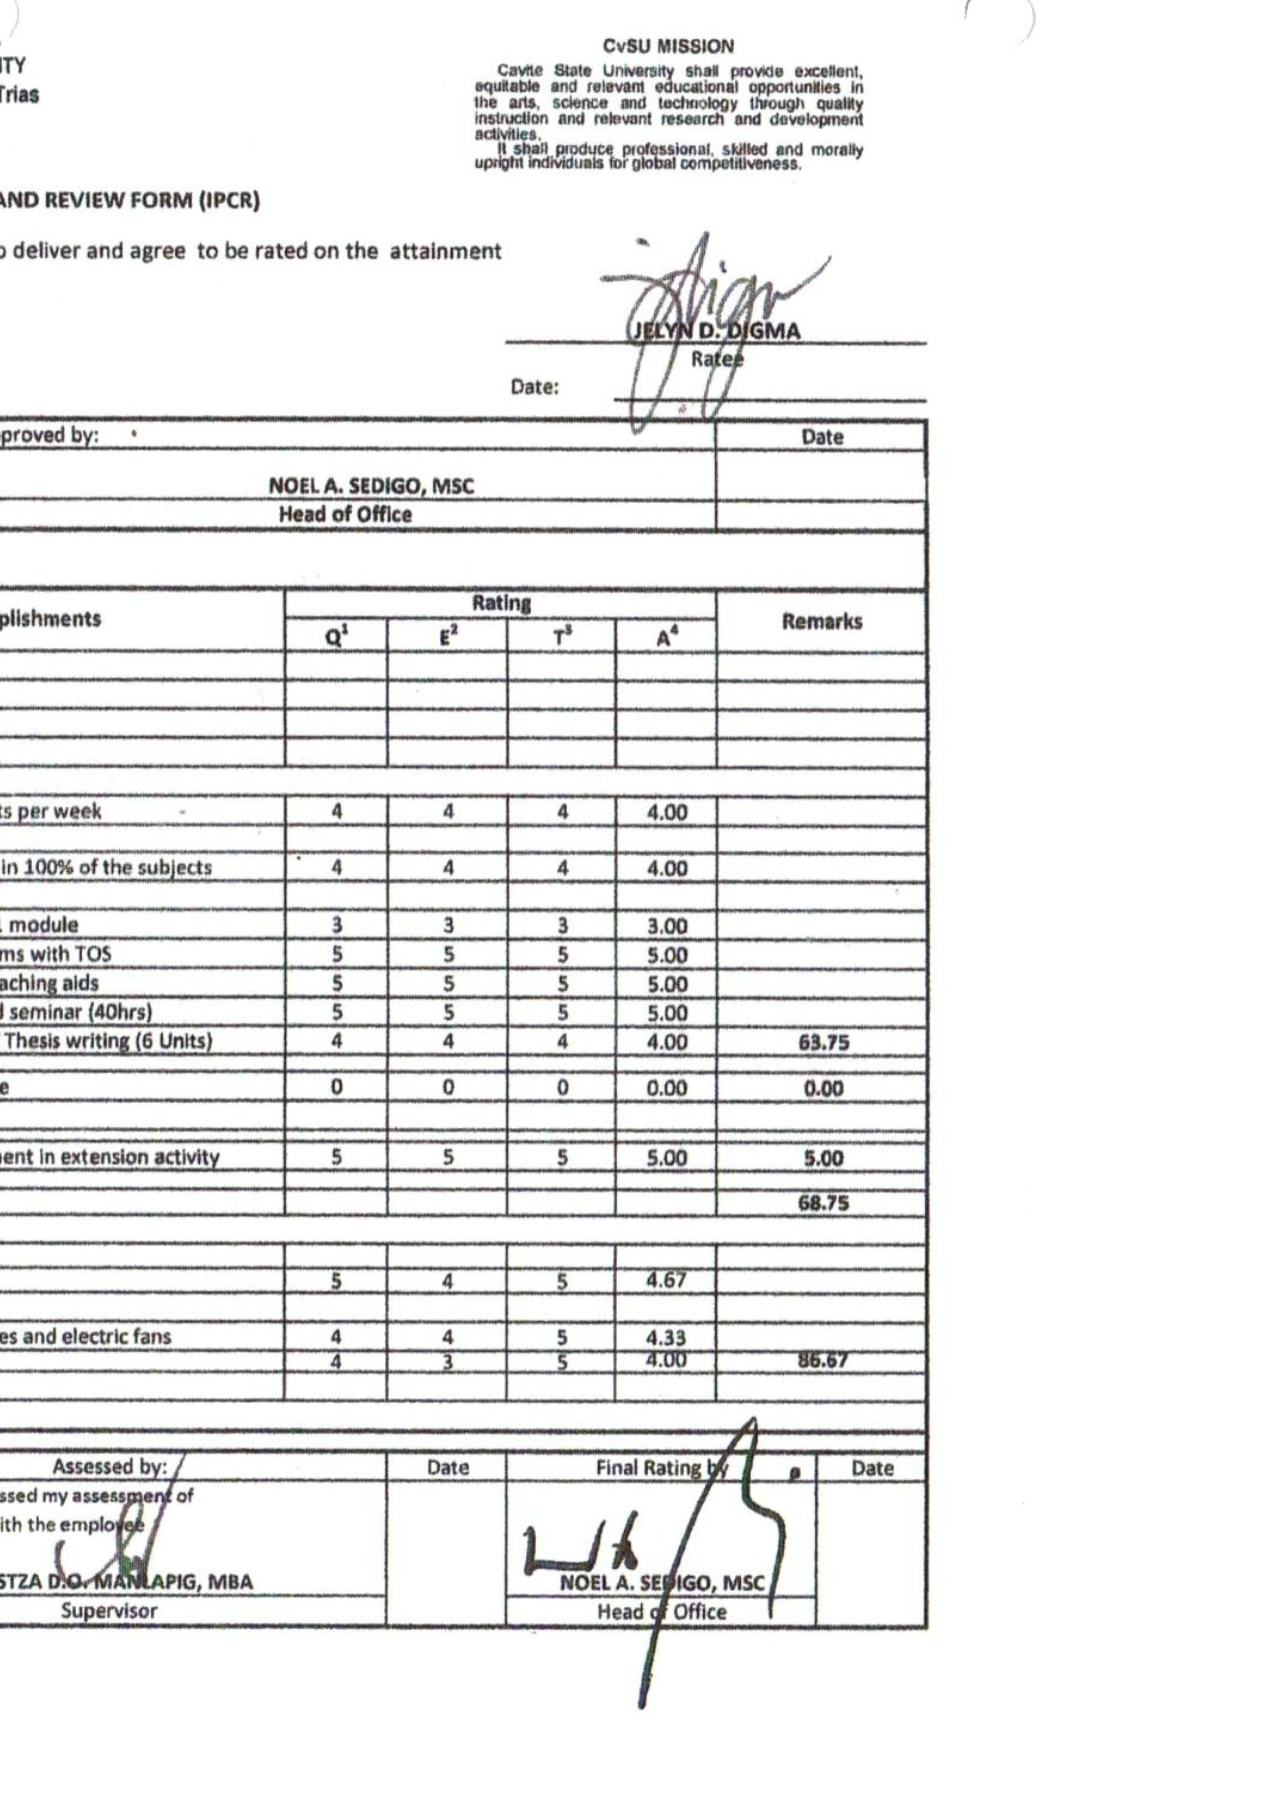 ITY
Trias
CvSU MISSION
Cavite State University shall provide excellent,
equitable and relevant educational opportunities in
the arts, science and technology through quality
instruction and relevant research and development
activities.
It shall produce professional, skilled and morally
upright individuals for global competitiveness.
AND REVIEW FORM (IPCR)
o deliver and agree to be rated on the attainment
JELYN D. DIGMA
Ratee
Date:
proved by: Date
NOEL A. SEDIGO, MSC
Head of Office
plishments Rating Remarks
Q¹ E² T³ A⁴
ts per week 4 4 4 4.00
in 100% of the subjects 4 4 4 4.00
module 3 3 3 3.00
ms with TOS 5 5 5 5.00
aching aids 5 5 5 5.00
d seminar (40hrs) 5 5 5 5.00
Thesis writing (6 Units) 4 4 4 4.00 63.75
e 0 0 0 0.00 0.00
ent in extension activity 5 5 5 5.00 5.00
68.75
5 4 5 4.67
es and electric fans 4 4 5 4.33
4 3 5 4.00 86.67
Assessed by: Date Final Rating by Date
ssed my assessment of
ith the employee
STZA D.O. MANLAPIG, MBA NOEL A. SEDIGO, MSC
Supervisor Head of Office